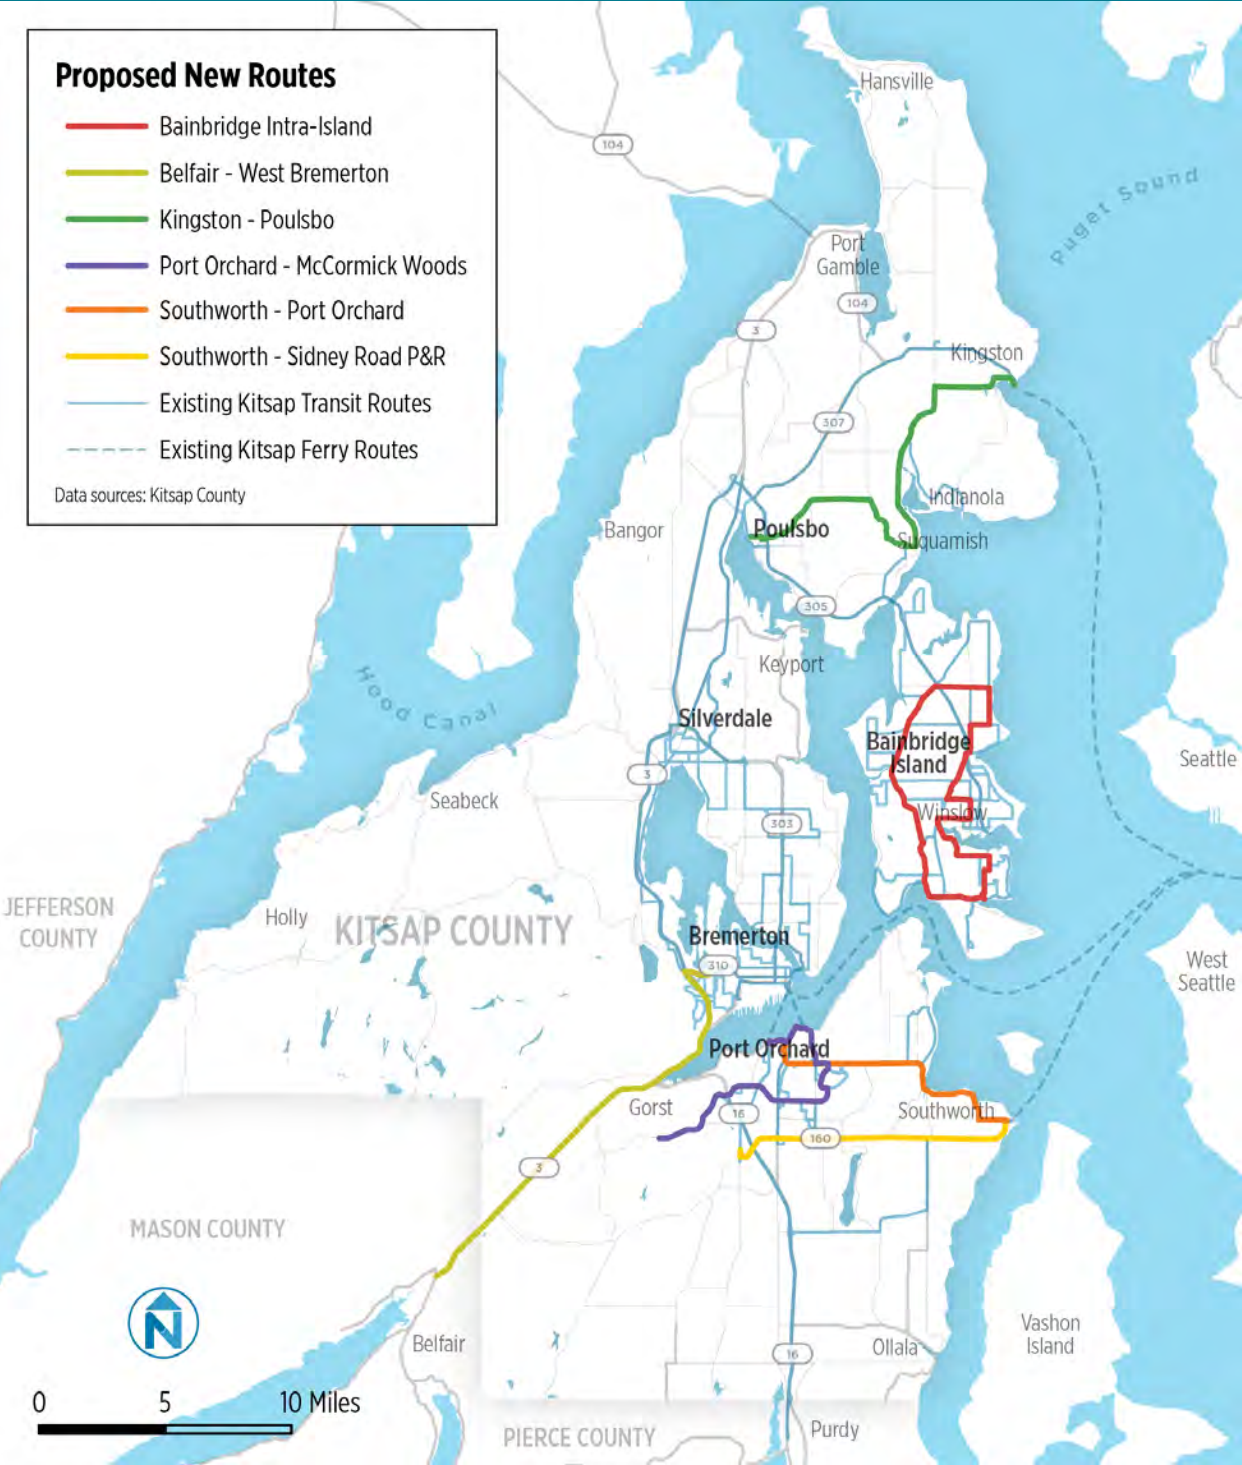 Proposed New Routes
Bainbridge Intra-Island
Belfair - West Bremerton
Kingston - Poulsbo
Port Orchard - McCormick Woods
Southworth - Port Orchard
Southworth - Sidney Road P&R
Existing Kitsap Transit Routes
Existing Kitsap Ferry Routes
Data sources: Kitsap County
Hansville
104
Puget Sound
Port
Gamble
104
3
Kingston
307
Indianola
Bangor
Poulsbo
Suquamish
305
Keyport
Hood Canal
Silverdale
Bainbridge
Island
Seattle
3
Seabeck
Winslow
303
JEFFERSON
COUNTY
Holly
KITSAP COUNTY
Bremerton
310
West
Seattle
Port Orchard
Gorst
16
Southworth
160
3
MASON COUNTY
N
Belfair
Vashon
Island
Ollala
16
0 5 10 Miles
PIERCE COUNTY
Purdy